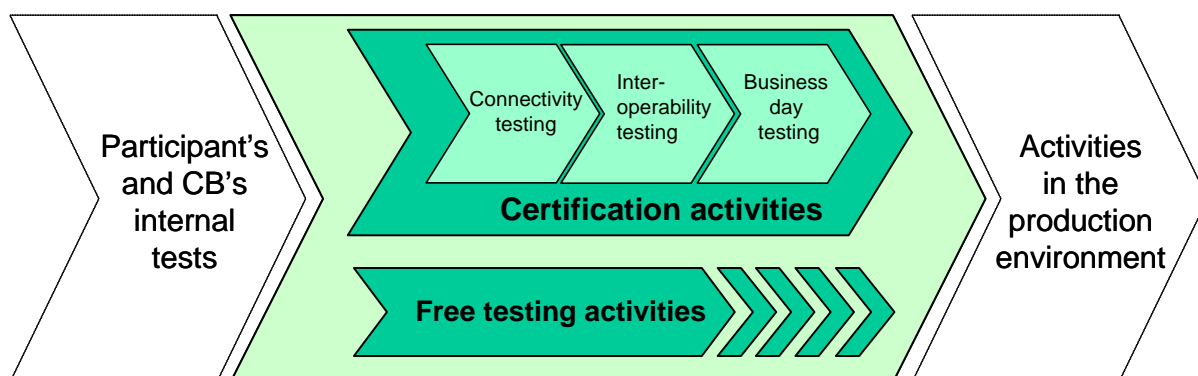 Participant's
and CB's
internal
tests
Connectivity
testing
Inter-
operability
testing
Business
day
testing
Certification activities
Free testing activities
Activities
in the
production
environment